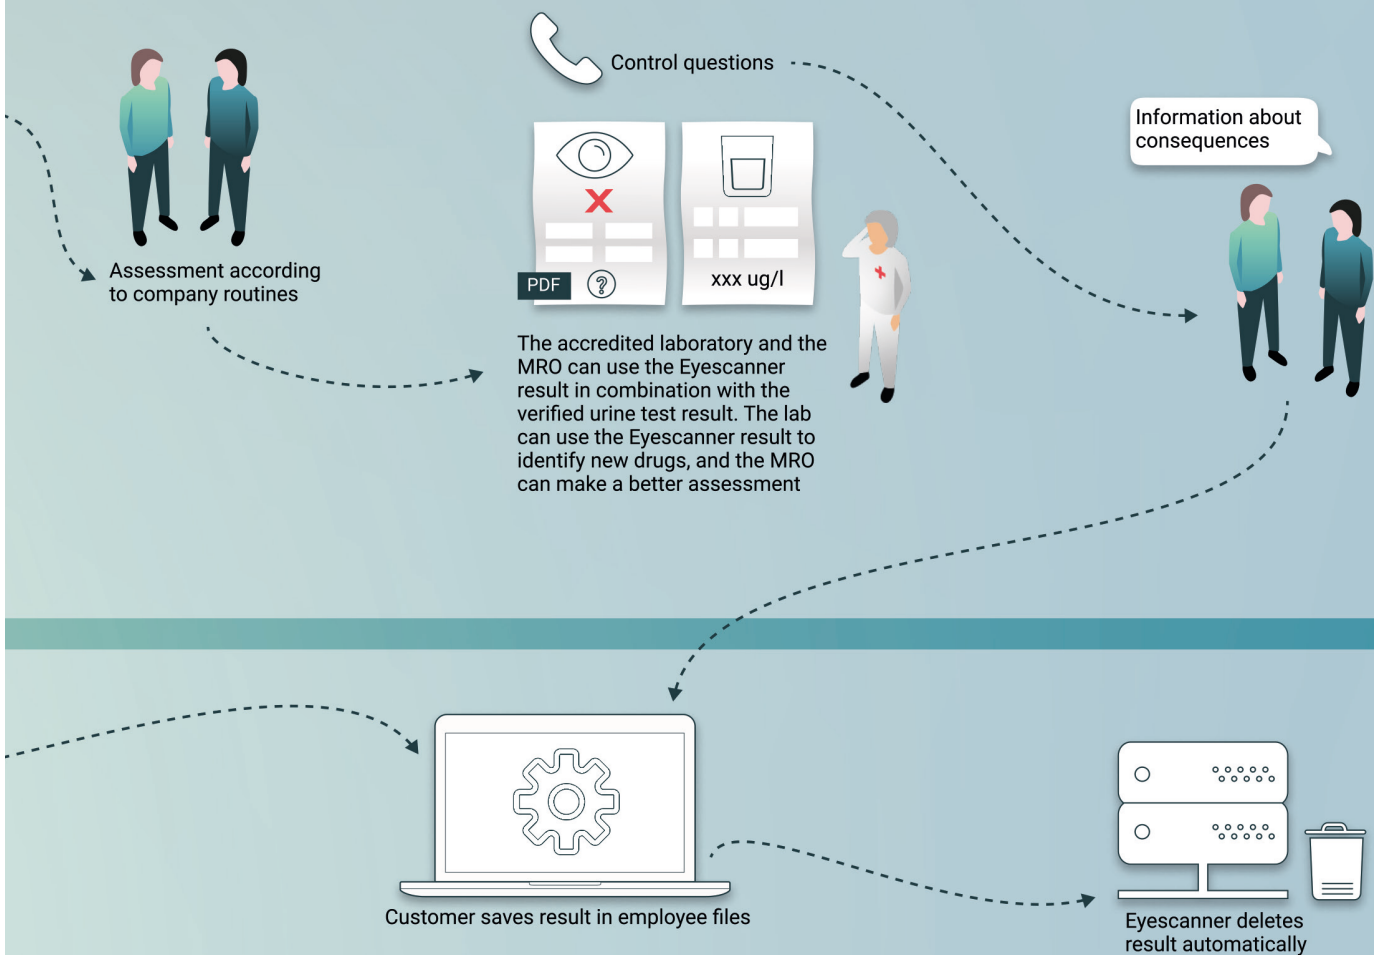 Control questions
Information about
consequences
Assessment according
to company routines
PDF
?
xxx ug/l
The accredited laboratory and the
MRO can use the Eyescanner
result in combination with the
verified urine test result. The lab
can use the Eyescanner result to
identify new drugs, and the MRO
can make a better assessment
Customer saves result in employee files
Eyescanner deletes
result automatically